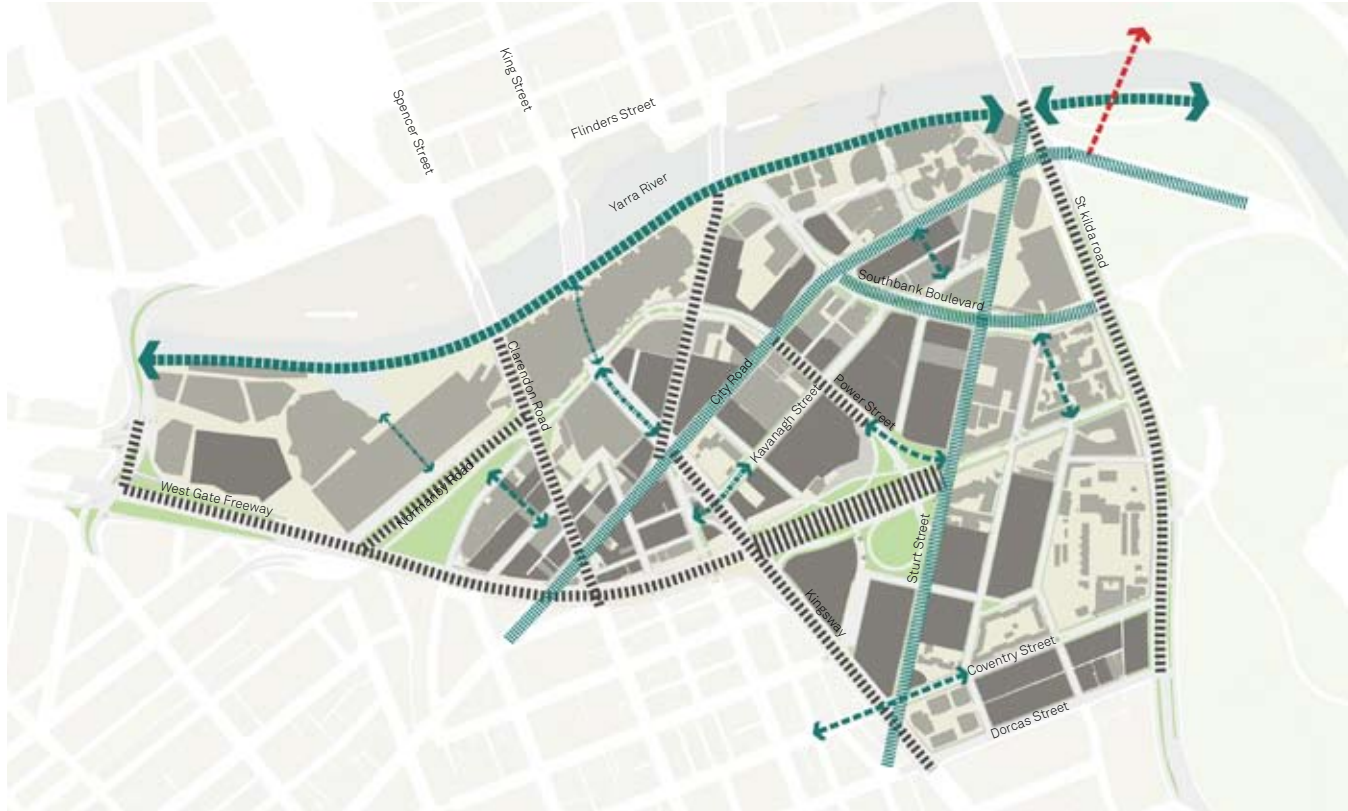 King Street
Spencer Street
Flinders Street
Yarra River
St kilda road
Southbank Boulevard
Clarendon Road
City Road
Power Street
Kavanagh Street
Normanby Road
West Gate Freeway
Sturt Street
Kingsway
Coventry Street
Dorcas Street